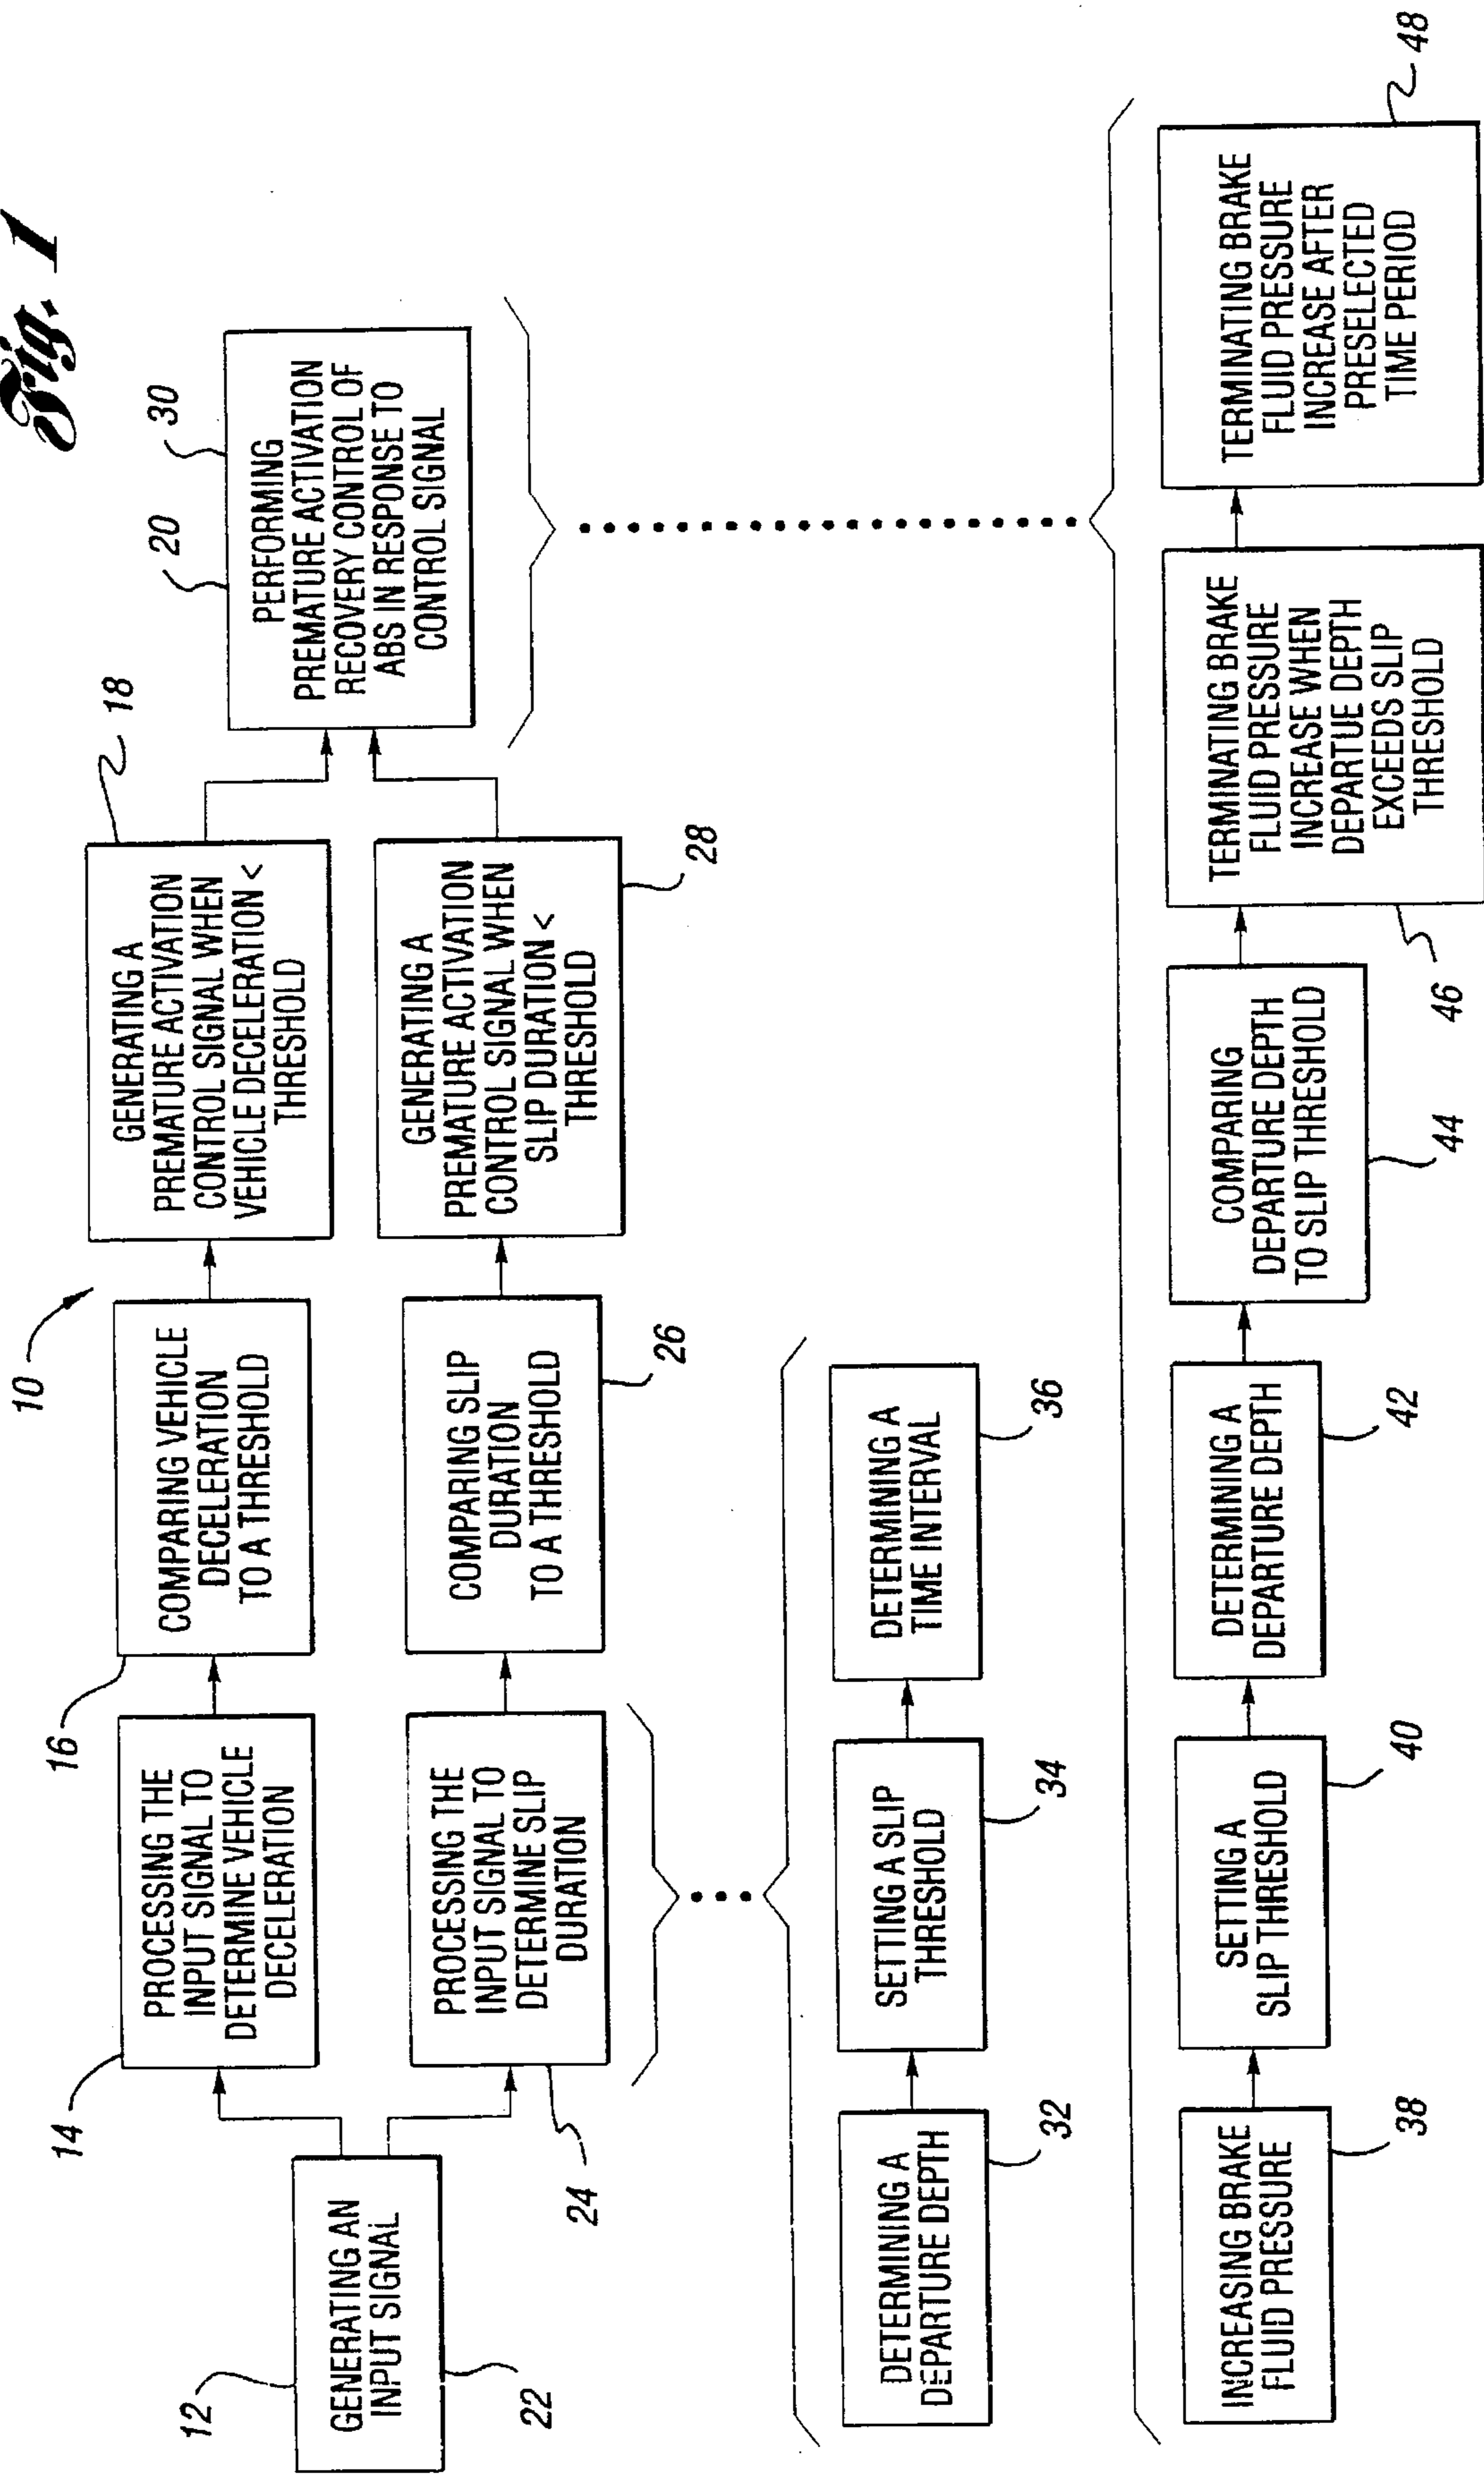 Fig. 1
10
12
GENERATING AN
INPUT SIGNAL
22
14
PROCESSING THE
INPUT SIGNAL TO
DETERMINE VEHICLE
DECELERATION
16
COMPARING VEHICLE
DECELERATION
TO A THRESHOLD
18
GENERATING A
PREMATURE ACTIVATION
CONTROL SIGNAL WHEN
VEHICLE DECELERATION <
THRESHOLD
20
30
PERFORMING
PREMATURE ACTIVATION
RECOVERY CONTROL OF
ABS IN RESPONSE TO
CONTROL SIGNAL
24
PROCESSING THE
INPUT SIGNAL TO
DETERMINE SLIP
DURATION
COMPARING SLIP
DURATION
TO A THRESHOLD
26
GENERATING A
PREMATURE ACTIVATION
CONTROL SIGNAL WHEN
SLIP DURATION <
THRESHOLD
28
DETERMINING A
DEPARTURE DEPTH
32
SETTING A SLIP
THRESHOLD
34
DETERMINING A
TIME INTERVAL
36
INCREASING BRAKE
FLUID PRESSURE
38
SETTING A
SLIP THRESHOLD
40
DETERMINING A
DEPARTURE DEPTH
42
COMPARING
DEPARTURE DEPTH
TO SLIP THRESHOLD
44
TERMINATING BRAKE
FLUID PRESSURE
INCREASE WHEN
DEPARTUE DEPTH
EXCEEDS SLIP
THRESHOLD
46
TERMINATING BRAKE
FLUID PRESSURE
INCREASE AFTER
PRESELECTED
TIME PERIOD
48